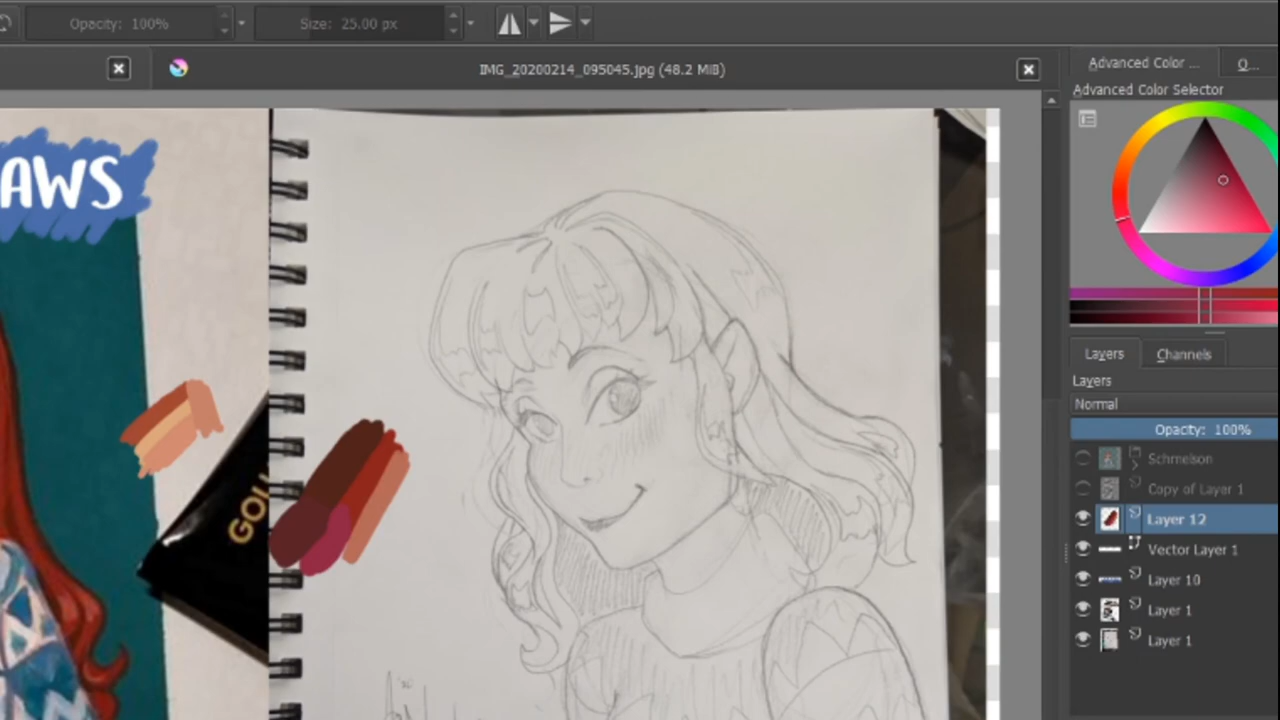 Opacity: 100%
Size: 25.00 px
IMG_20200214_095045.jpg (48.2 MiB)
Advanced Color ...
O...
Advanced Color Selector
AWS
GOL
Layers
Channels
Layers
Normal
Opacity: 100%
Schmelson
Copy of Layer 1
Layer 12
Vector Layer 1
Layer 10
Layer 1
Layer 1